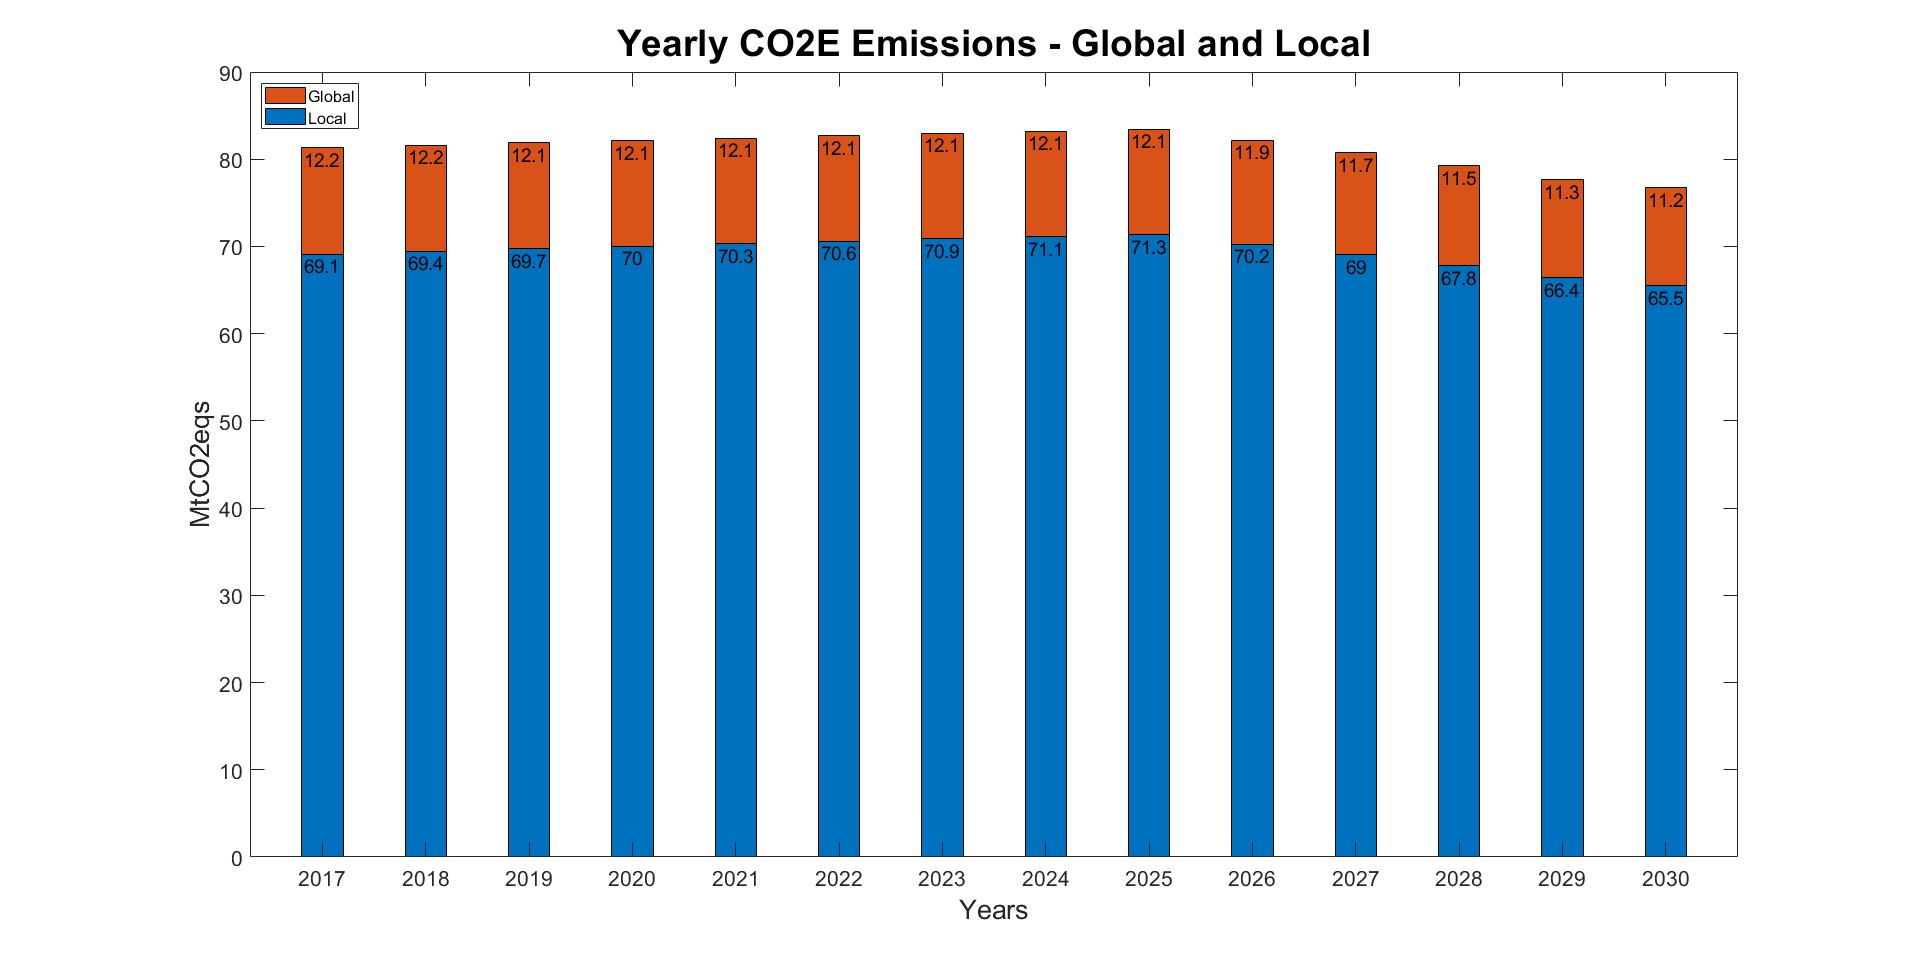 Yearly CO2E Emissions - Global and Local
90
80
70
60
50
40
30
20
10
0
MtCO2eqs
Global
Local
12.2 12.2 12.1 12.1 12.1 12.1 12.1 12.1 12.1 11.9 11.7 11.5 11.3 11.2
69.1 69.4 69.7 70 70.3 70.6 70.9 71.1 71.3 70.2 69 67.8 66.4 65.5
2017 2018 2019 2020 2021 2022 2023 2024 2025 2026 2027 2028 2029 2030
Years